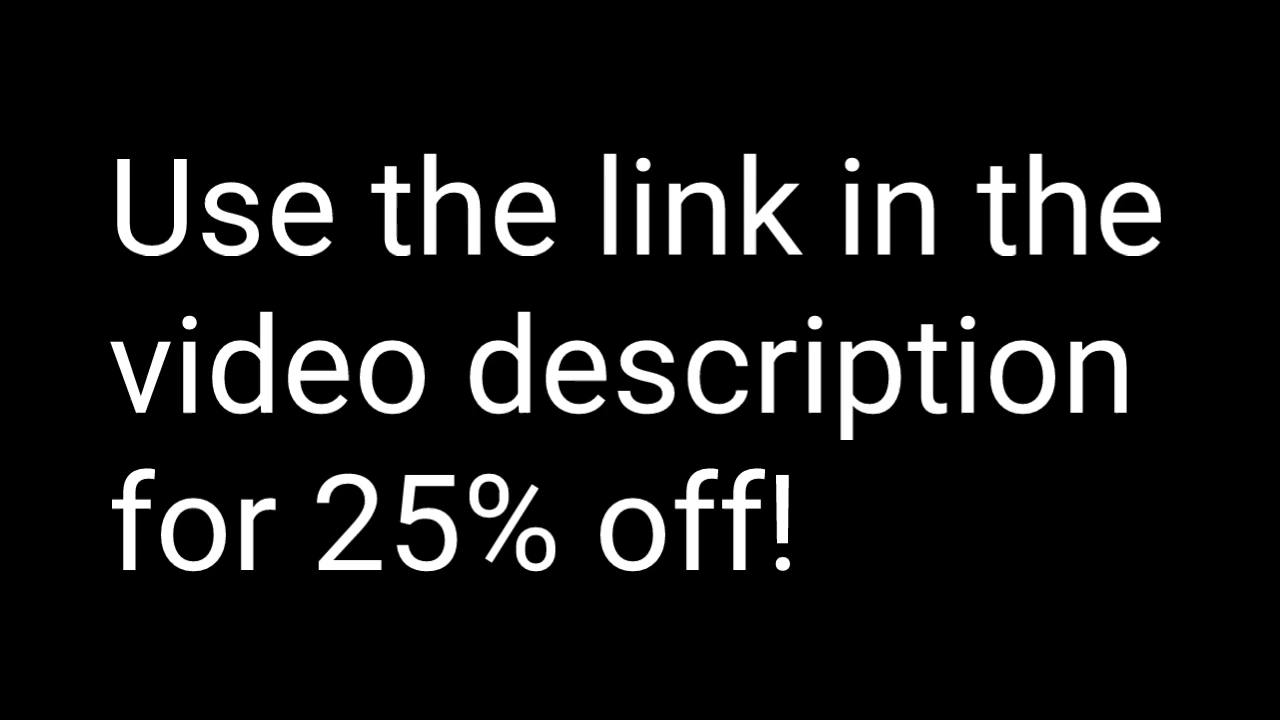 Use the link in the
video description
for 25% off!